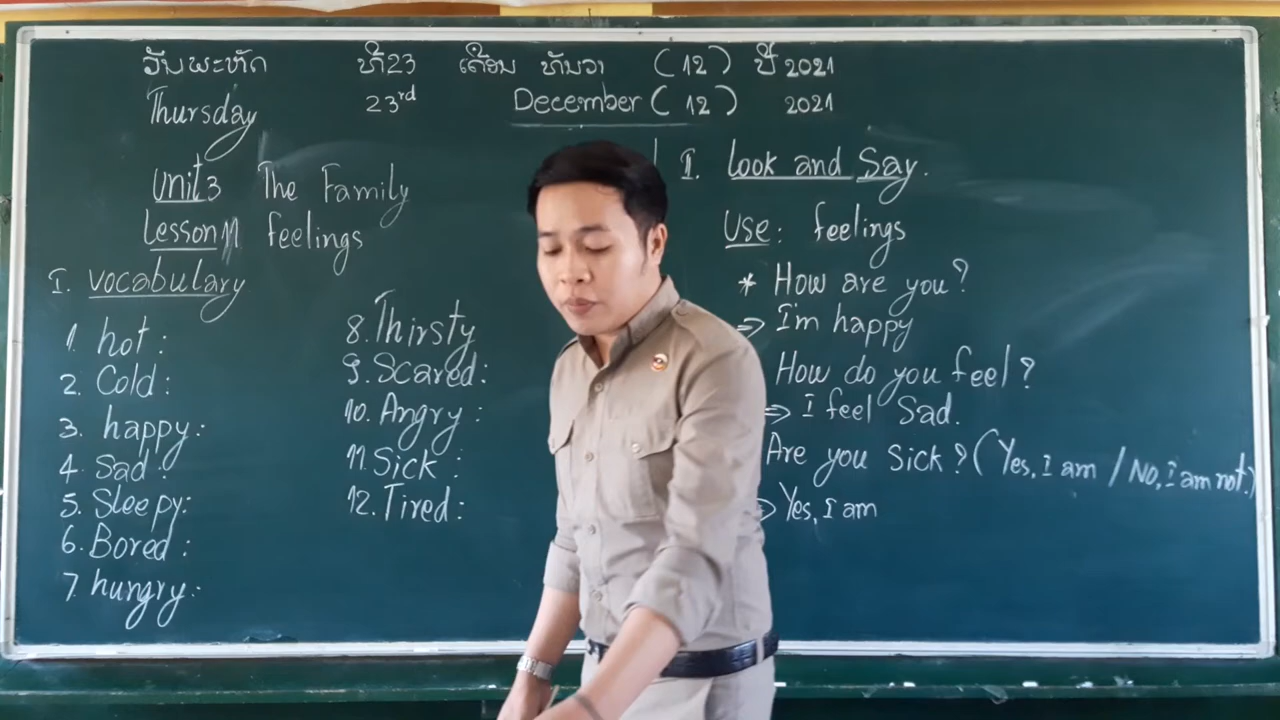 ວັນພະຫັດ ທີ23 ເດືອນ ທັນວາ (12) ປີ 2021
Thursday 23rd December (12) 2021
Unit3 The Family
Lesson 11 feelings
I. vocabulary
1. hot:
2. Cold:
3. happy:
4. Sad:
5. Sleepy:
6. Bored:
7. hungry:
8. Thirsty
9. Scared:
10. Angry:
11. Sick:
12. Tired:
I. Look and Say.
Use: feelings
* How are you?
⇒ I'm happy
How do you feel?
⇒ I feel Sad.
Are you Sick? (Yes, I am / No, I am not.)
⇒ Yes, I am